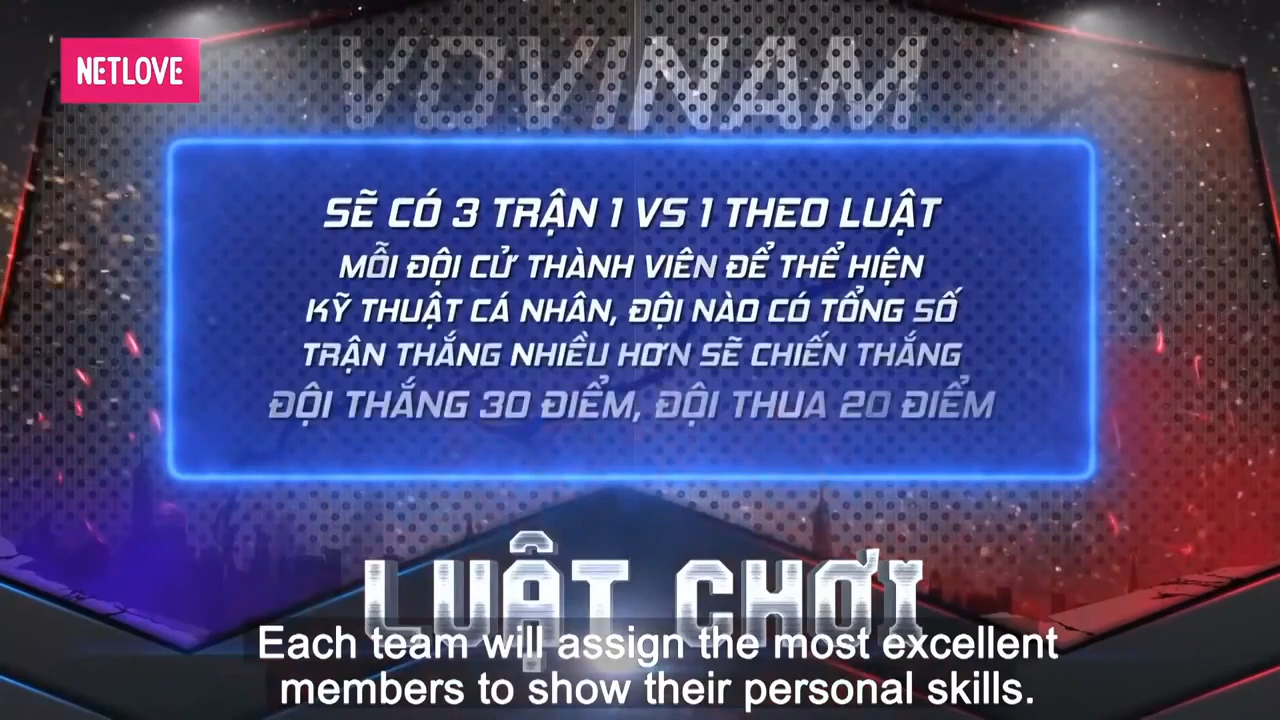 NETLOVE
VOVINAM
SẼ CÓ 3 TRẬN 1 VS 1 THEO LUẬT
MỖI ĐỘI CỬ THÀNH VIÊN ĐỂ THỂ HIỆN
KỸ THUẬT CÁ NHÂN, ĐỘI NÀO CÓ TỔNG SỐ
TRẬN THẮNG NHIỀU HƠN SẼ CHIẾN THẮNG
ĐỘI THẮNG 30 ĐIỂM, ĐỘI THUA 20 ĐIỂM
LUẬT CHƠI
Each team will assign the most excellent
members to show their personal skills.